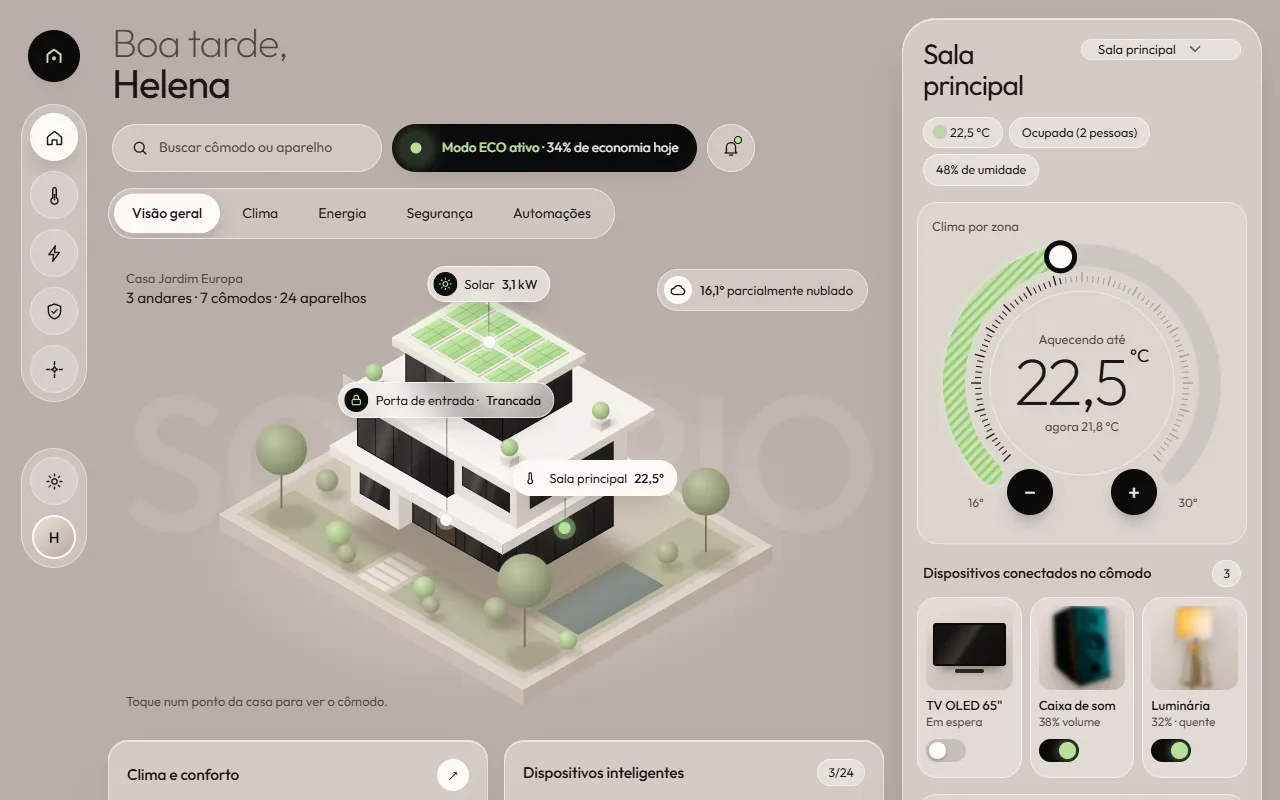 Boa tarde,
Helena
Buscar cômodo ou aparelho
Modo ECO ativo · 34% de economia hoje
Visão geral
Clima
Energia
Segurança
Automações
Casa Jardim Europa
3 andares · 7 cômodos · 24 aparelhos
Solar 3,1 kW
16,1° parcialmente nublado
Porta de entrada · Trancada
Sala principal 22,5°
Toque num ponto da casa para ver o cômodo.
H
Clima e conforto
Dispositivos inteligentes
3/24
Sala principal
Sala
principal
22,5 °C
Ocupada (2 pessoas)
48% de umidade
Clima por zona
Aquecendo até
22,5 °C
agora 21,8 °C
16°
30°
Dispositivos conectados no cômodo
3
TV OLED 65"
Em espera
Caixa de som
38% volume
Luminária
32% · quente